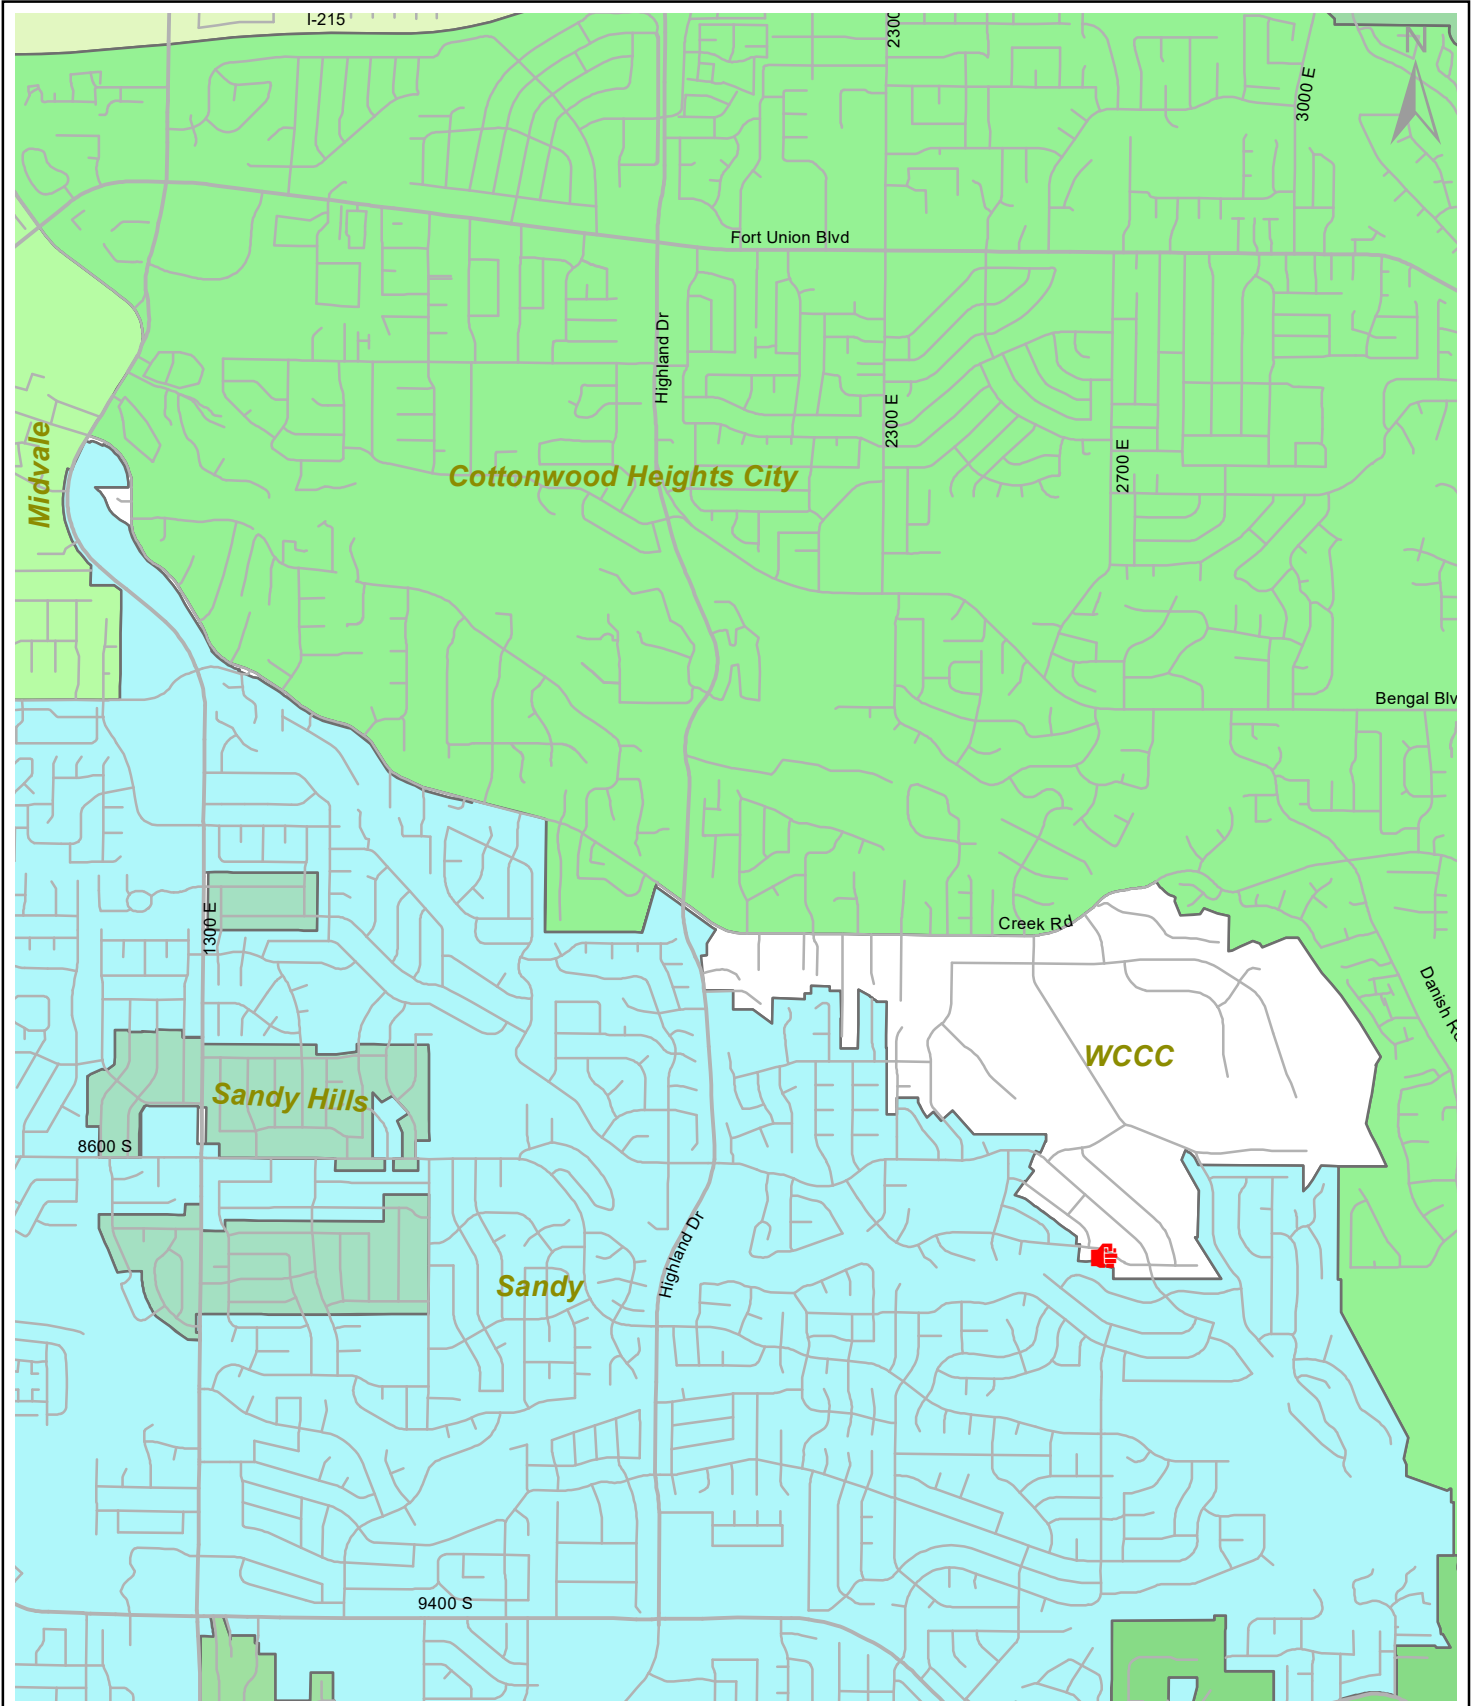 I-215
2300
N
3000 E
Fort Union Blvd
Highland Dr
2300 E
2700 E
Midvale
Cottonwood Heights City
Bengal Blv
Creek Rd
1300 E
Danish R
WCCC
Sandy Hills
8600 S
Highland Dr
Sandy
9400 S